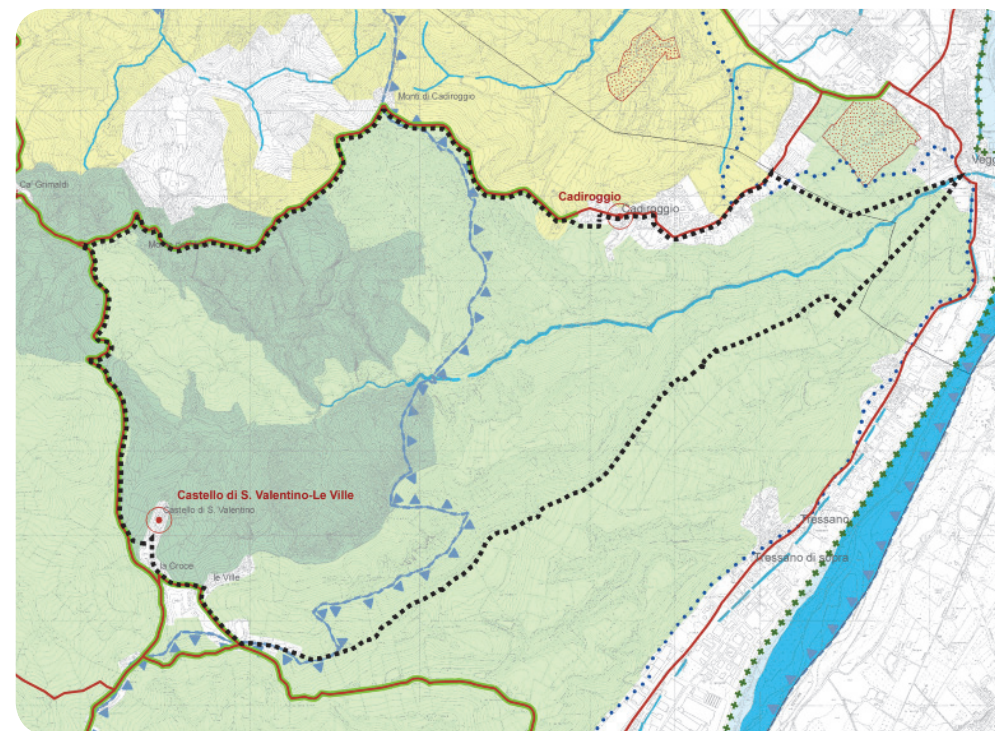 Monti di Cadiroggio
Ca' Grimaldi
Cadiroggio
Cadiroggio
Castello di S. Valentino-Le Ville
Castello di S. Valentino
la Croce
le Ville
Tressano
Tressano di sopra